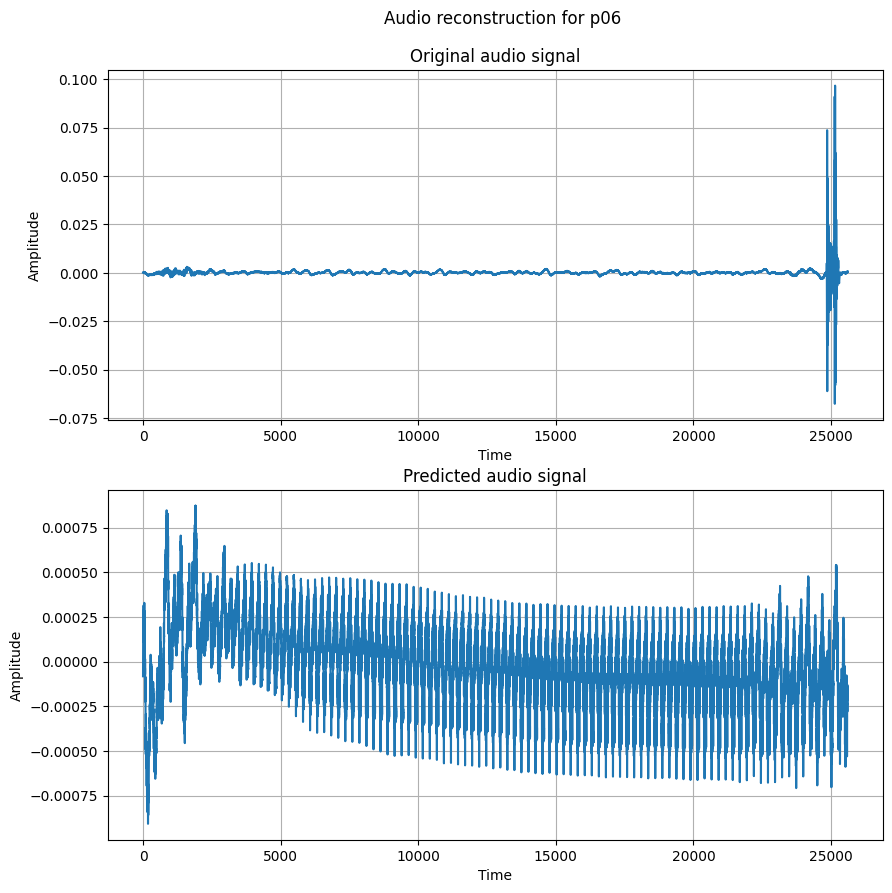 Audio reconstruction for p06
Original audio signal
0.100
0.075
0.050
0.025
0.000
−0.025
−0.050
−0.075
Amplitude
0 5000 10000 15000 20000 25000
Time
Predicted audio signal
0.00075
0.00050
0.00025
0.00000
−0.00025
−0.00050
−0.00075
Amplitude
0 5000 10000 15000 20000 25000
Time